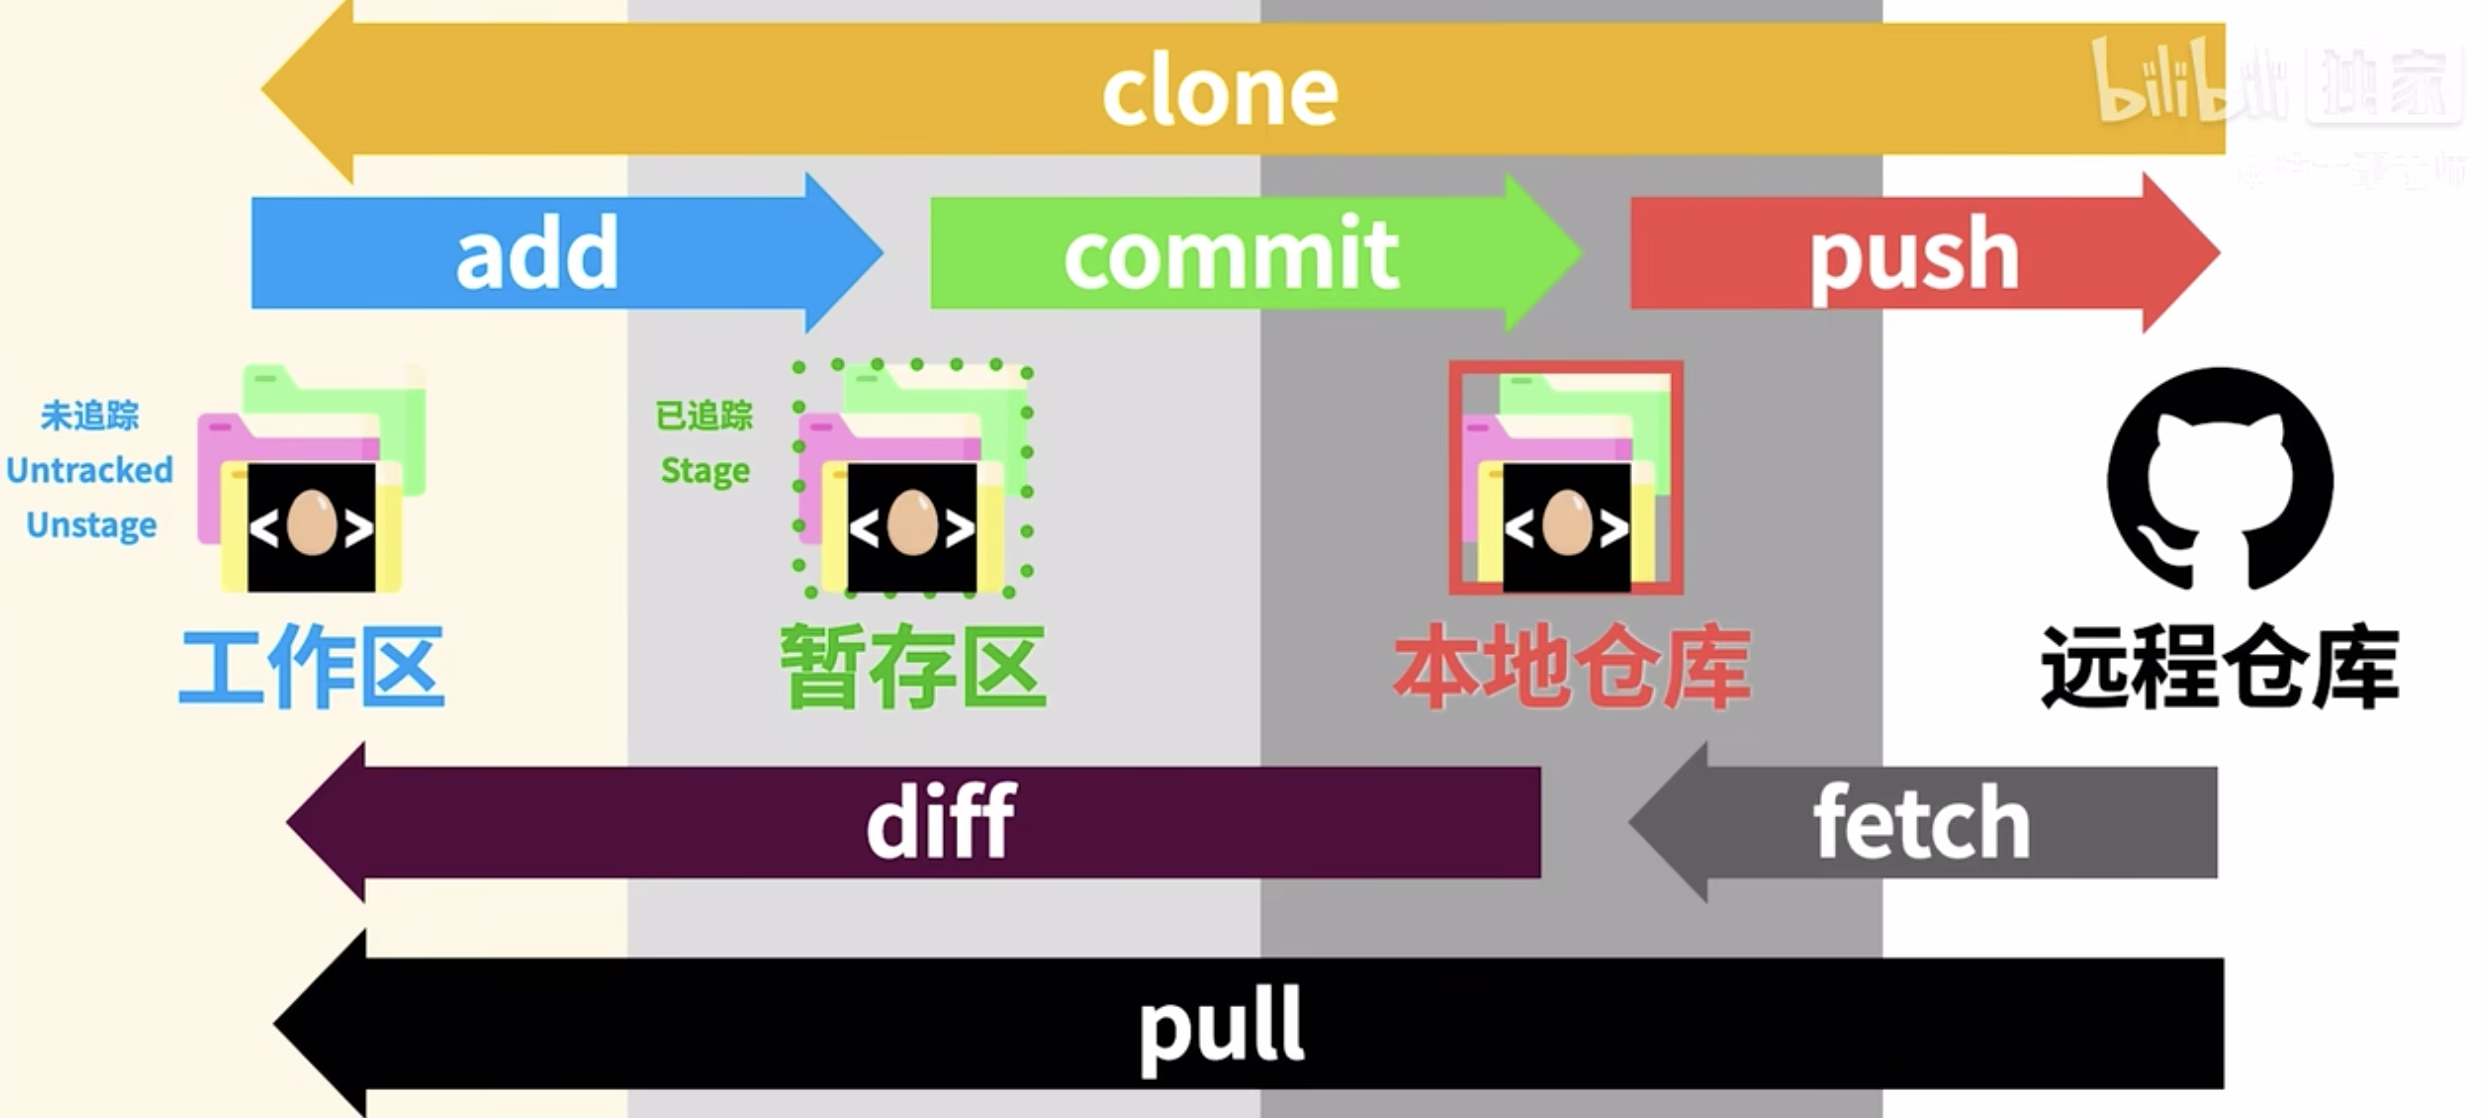 clone
bilibili 独家
add
commit
push
未追踪
Untracked
Unstage
已追踪
Stage
< >
< >
< >
工作区
暂存区
本地仓库
远程仓库
diff
fetch
pull